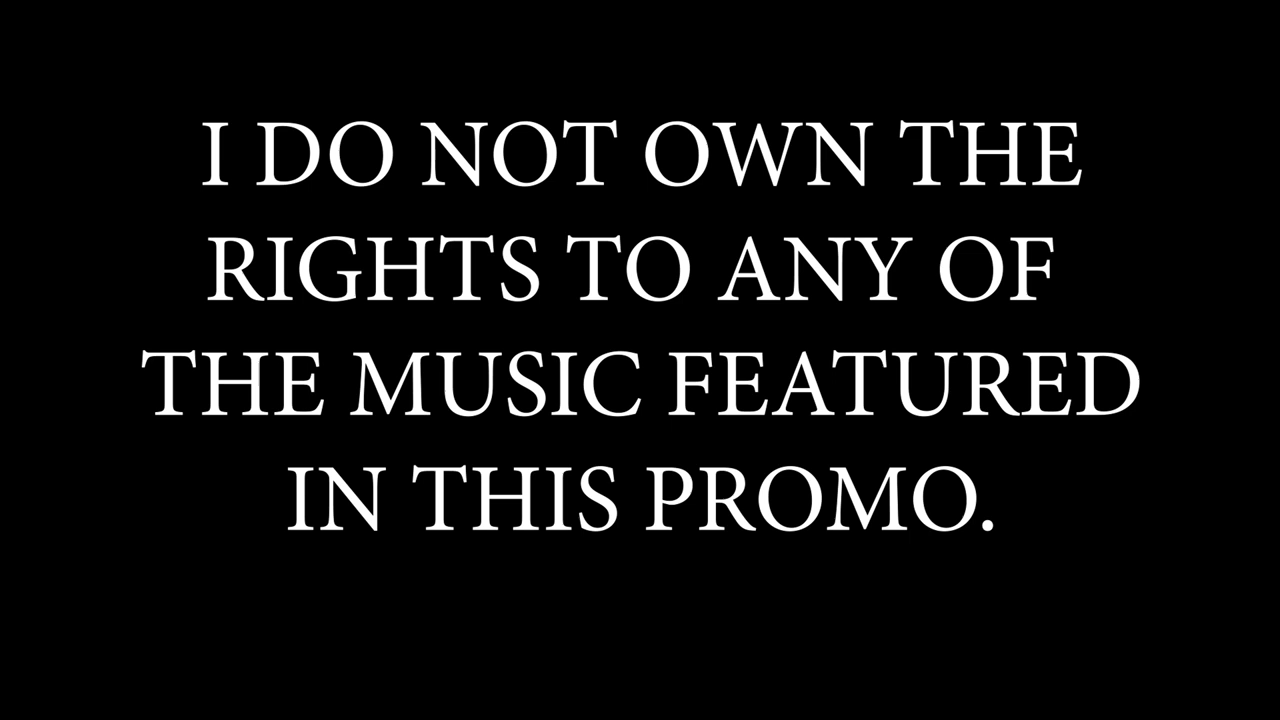 I DO NOT OWN THE
RIGHTS TO ANY OF
THE MUSIC FEATURED
IN THIS PROMO.